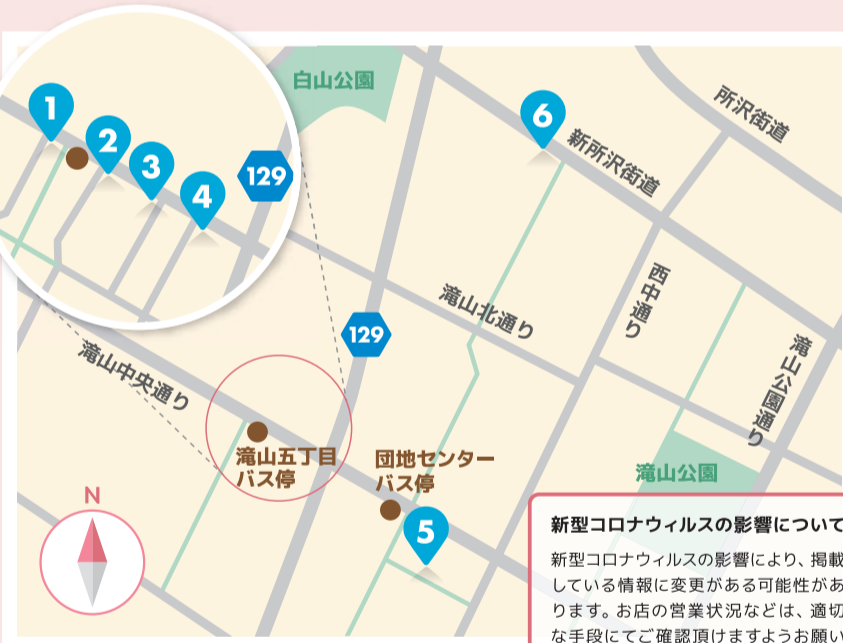 白山公園
1
2
3
4
129
6
所沢街道
新所沢街道
西中通り
滝山北通り
129
滝山公園通り
滝山中央通り
滝山五丁目
バス停
団地センター
バス停
滝山公園
5
N
新型コロナウィルスの影響について
新型コロナウィルスの影響により、掲載
している情報に変更がある可能性があ
ります。お店の営業状況などは、適切
な手段にてご確認頂けますようお願い